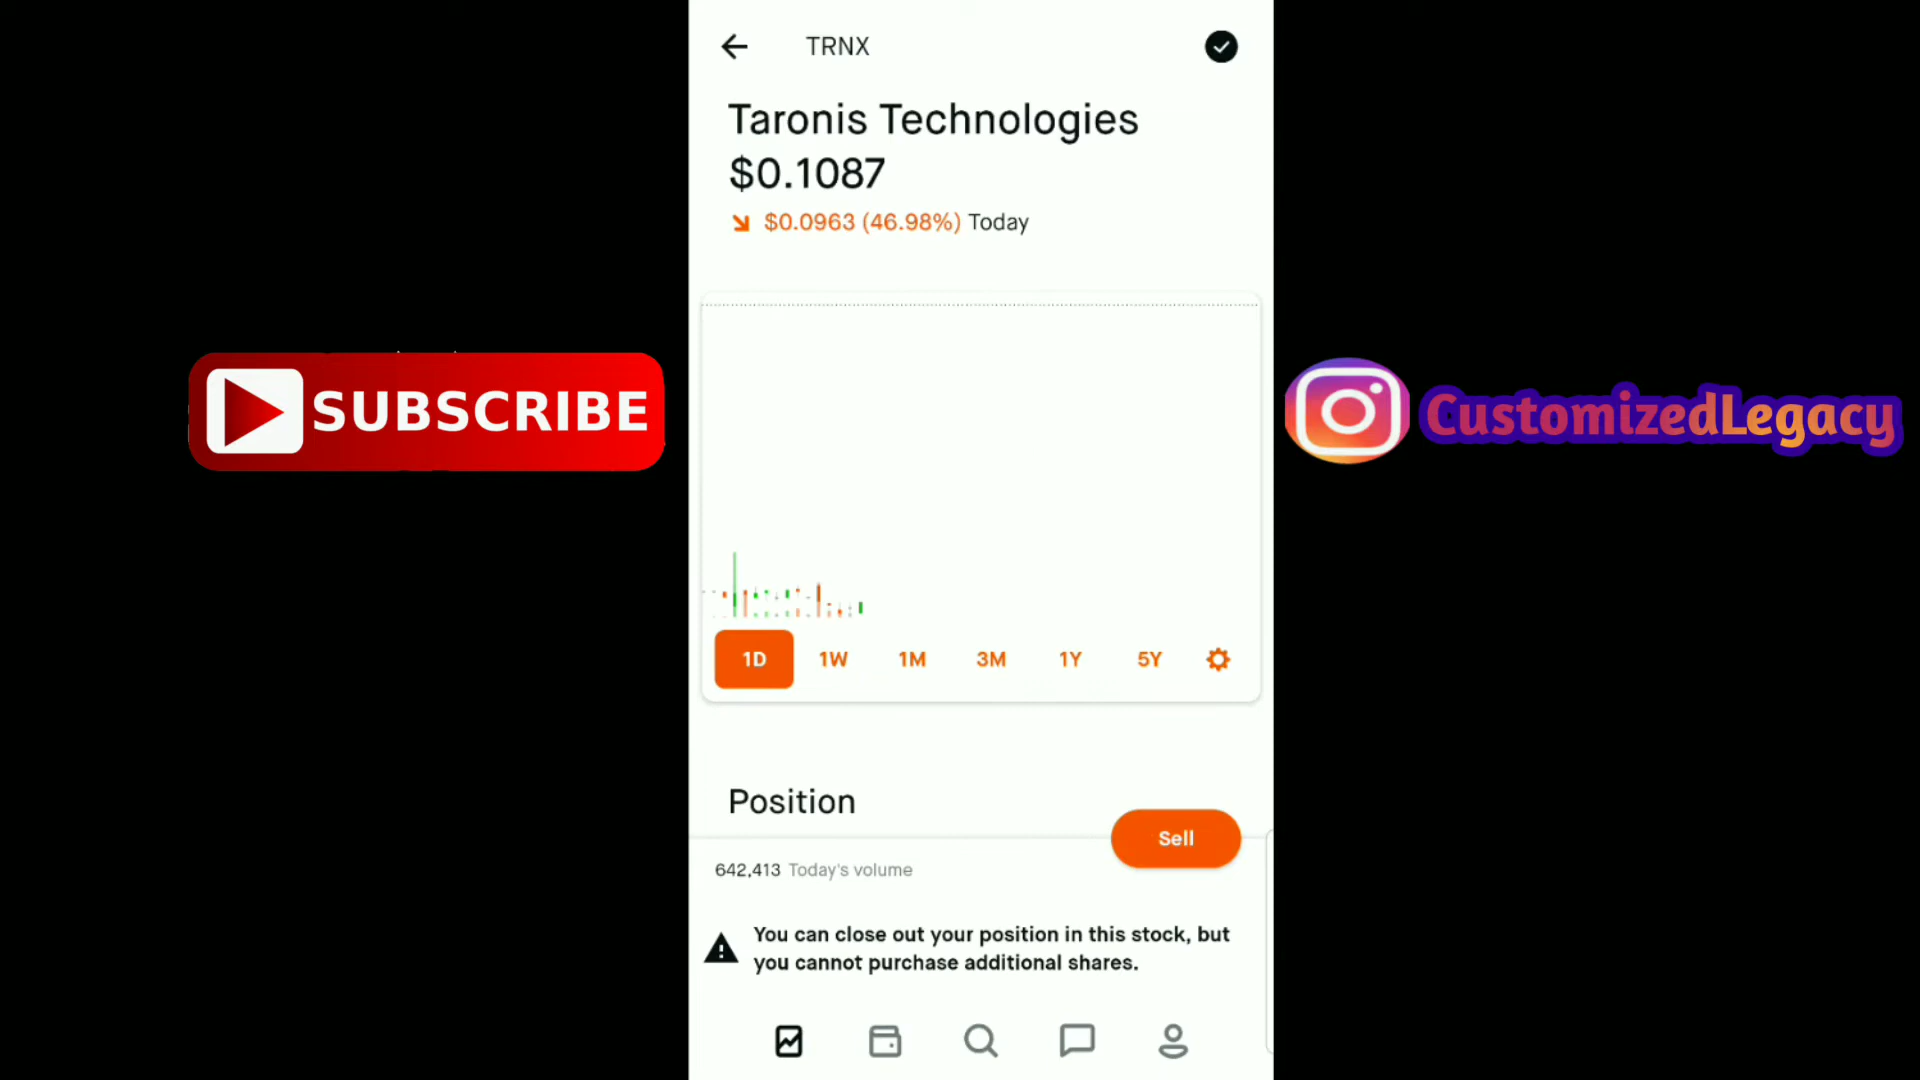 TRNX
Taronis Technologies
$0.1087
$0.0963 (46.98%) Today
SUBSCRIBE
CustomizedLegacy
1D 1W 1M 3M 1Y 5Y
Position
Sell
642,413 Today's volume
You can close out your position in this stock, but
you cannot purchase additional shares.